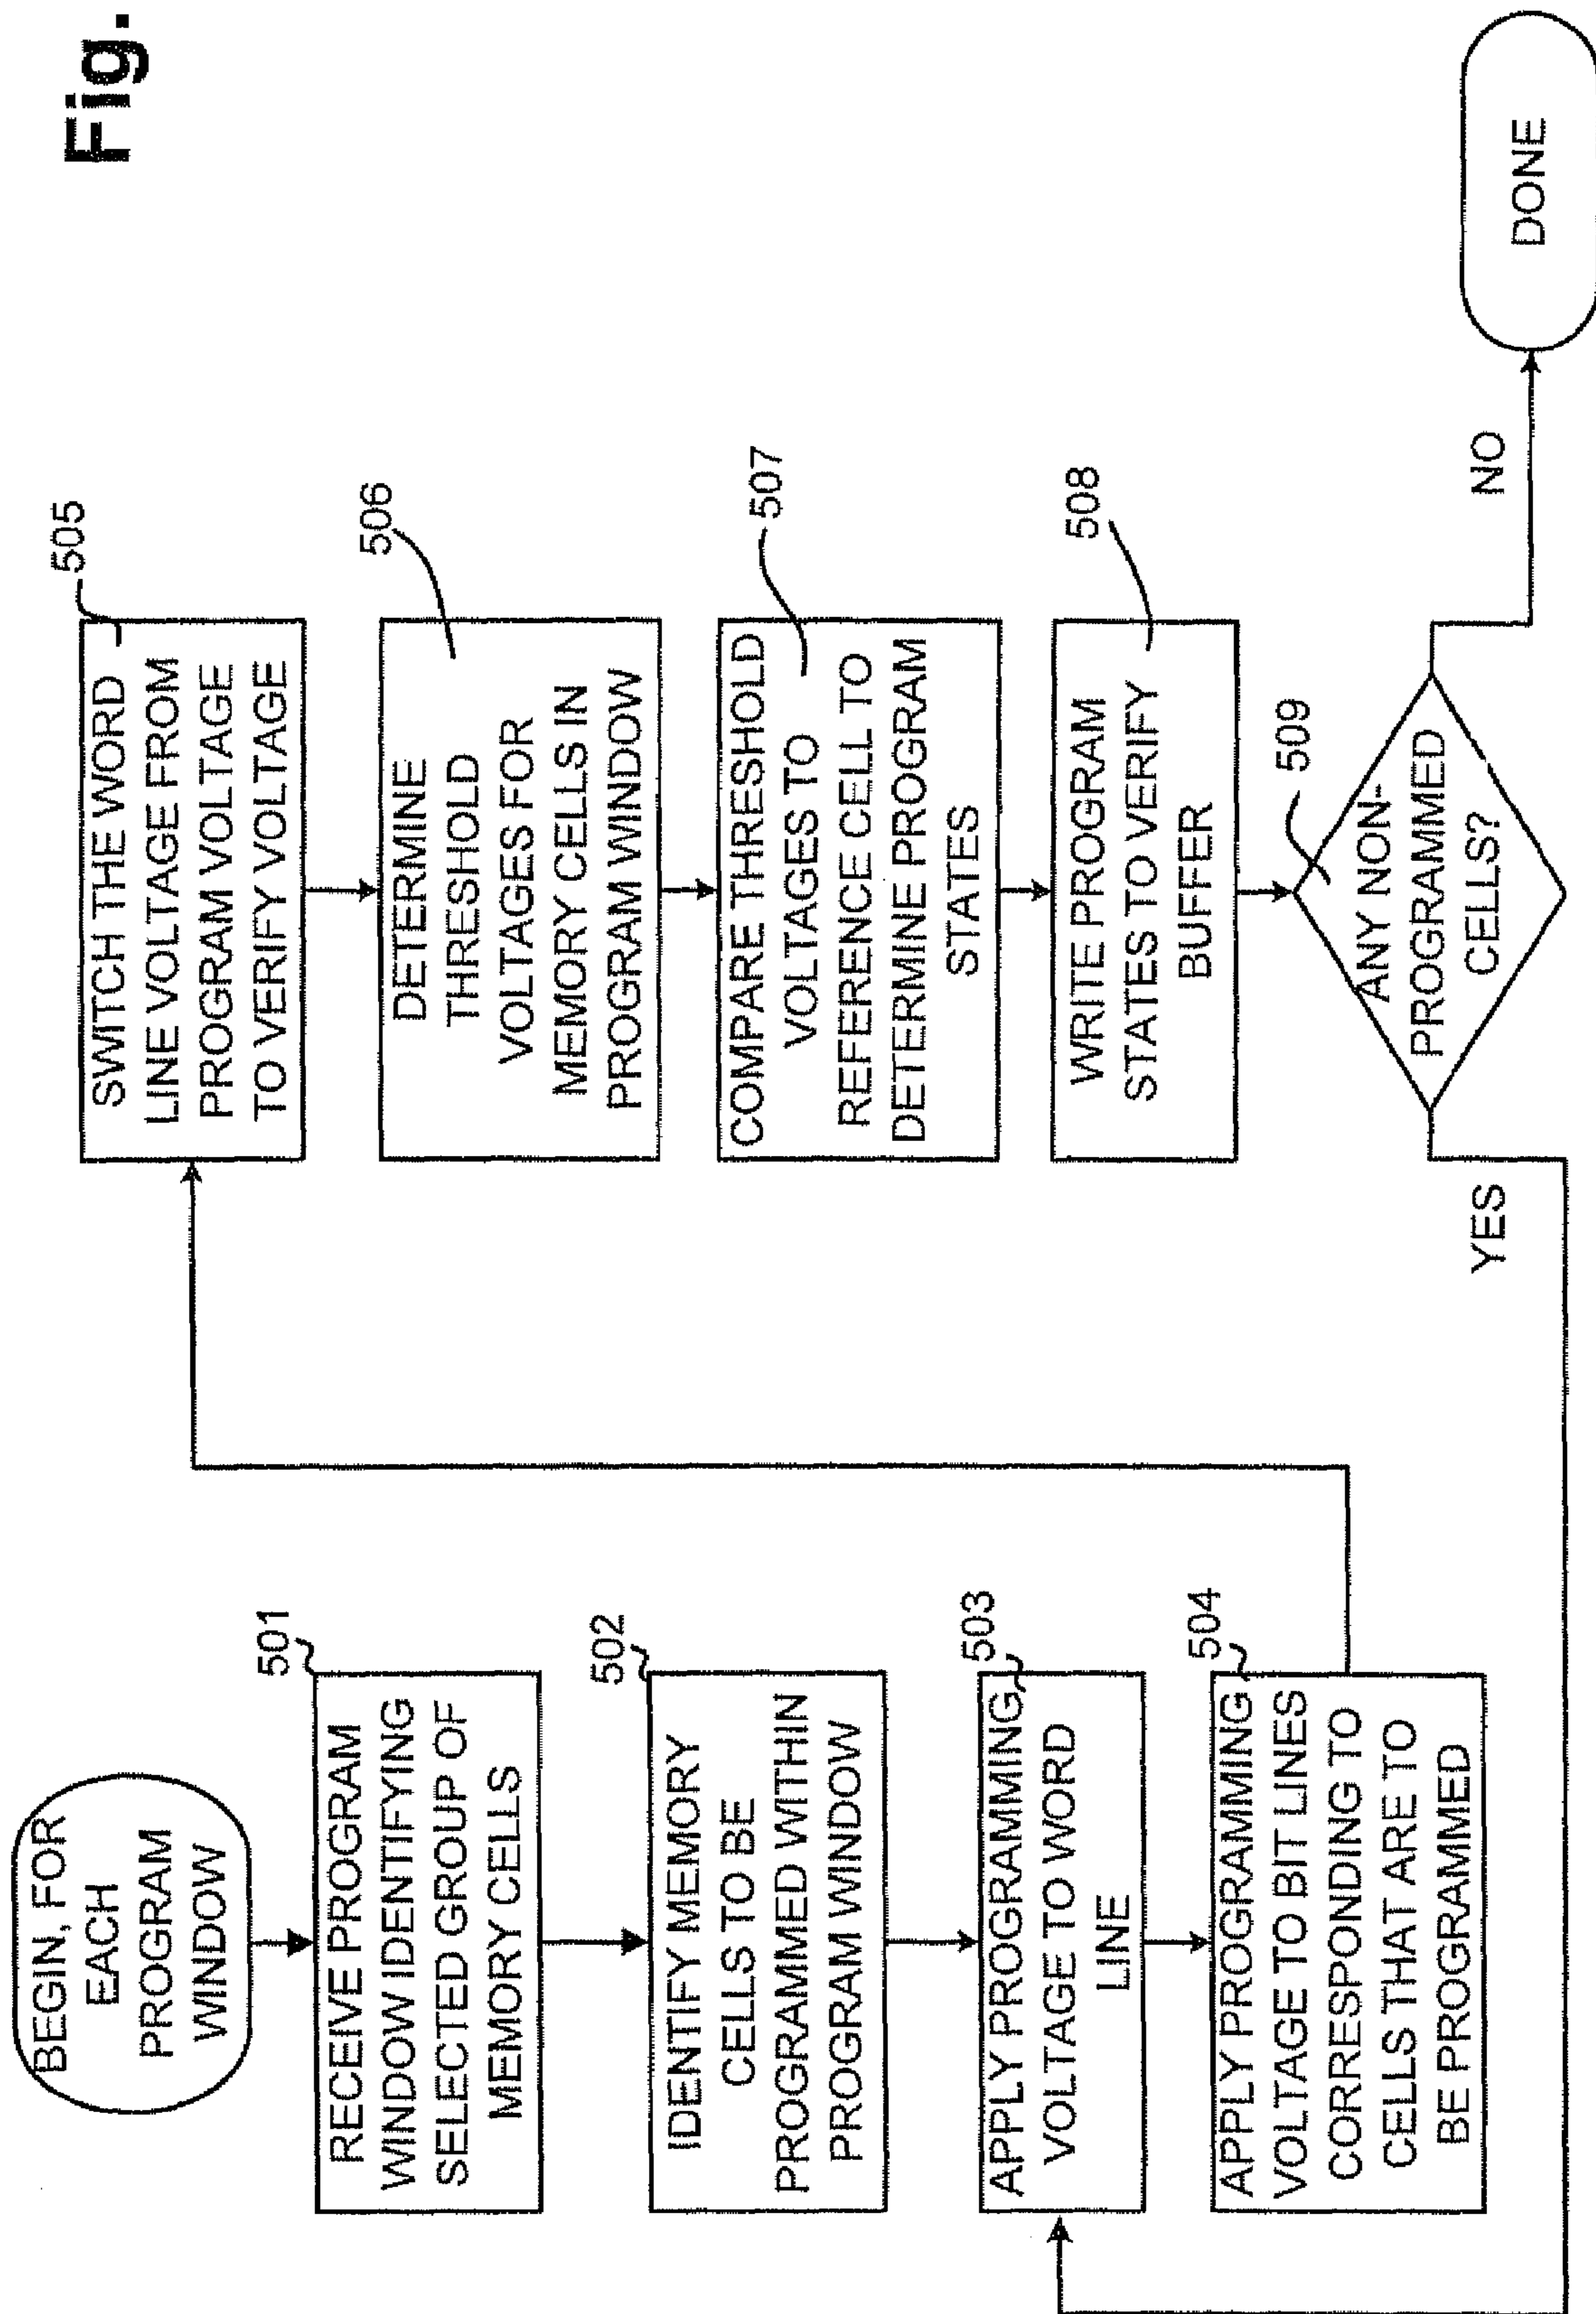 Fig.
BEGIN, FOR
EACH
PROGRAM
WINDOW
501
RECEIVE PROGRAM
WINDOW IDENTIFYING
SELECTED GROUP OF
MEMORY CELLS
502
IDENTIFY MEMORY
CELLS TO BE
PROGRAMMED WITHIN
PROGRAM WINDOW
503
APPLY PROGRAMMING
VOLTAGE TO WORD
LINE
504
APPLY PROGRAMMING
VOLTAGE TO BIT LINES
CORRESPONDING TO
CELLS THAT ARE TO
BE PROGRAMMED
505
SWITCH THE WORD
LINE VOLTAGE FROM
PROGRAM VOLTAGE
TO VERIFY VOLTAGE
506
DETERMINE
THRESHOLD
VOLTAGES FOR
MEMORY CELLS IN
PROGRAM WINDOW
507
COMPARE THRESHOLD
VOLTAGES TO
REFERENCE CELL TO
DETERMINE PROGRAM
STATES
508
WRITE PROGRAM
STATES TO VERIFY
BUFFER
509
ANY NON-
PROGRAMMED
CELLS?
YES
NO
DONE